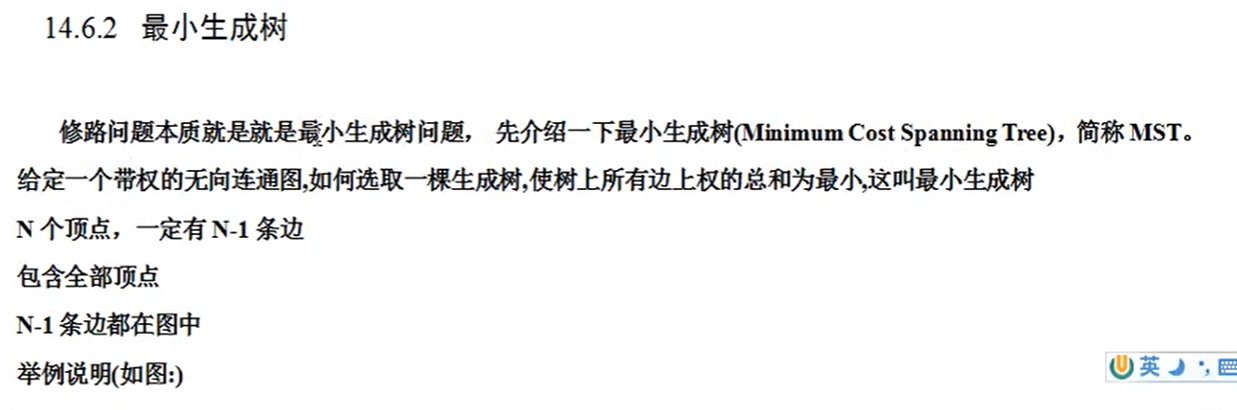 14.6.2 最小生成树
修路问题本质就是就是最小生成树问题， 先介绍一下最小生成树(Minimum Cost Spanning Tree)，简称 MST。
给定一个带权的无向连通图,如何选取一棵生成树,使树上所有边上权的总和为最小,这叫最小生成树
N 个顶点，一定有 N-1 条边
包含全部顶点
N-1 条边都在图中
举例说明(如图:)
英